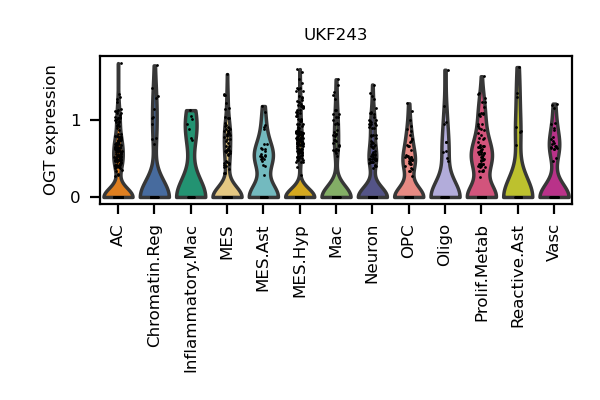 UKF243
OGT expression
1
0
AC
Chromatin.Reg
Inflammatory.Mac
MES
MES.Ast
MES.Hyp
Mac
Neuron
OPC
Oligo
Prolif.Metab
Reactive.Ast
Vasc